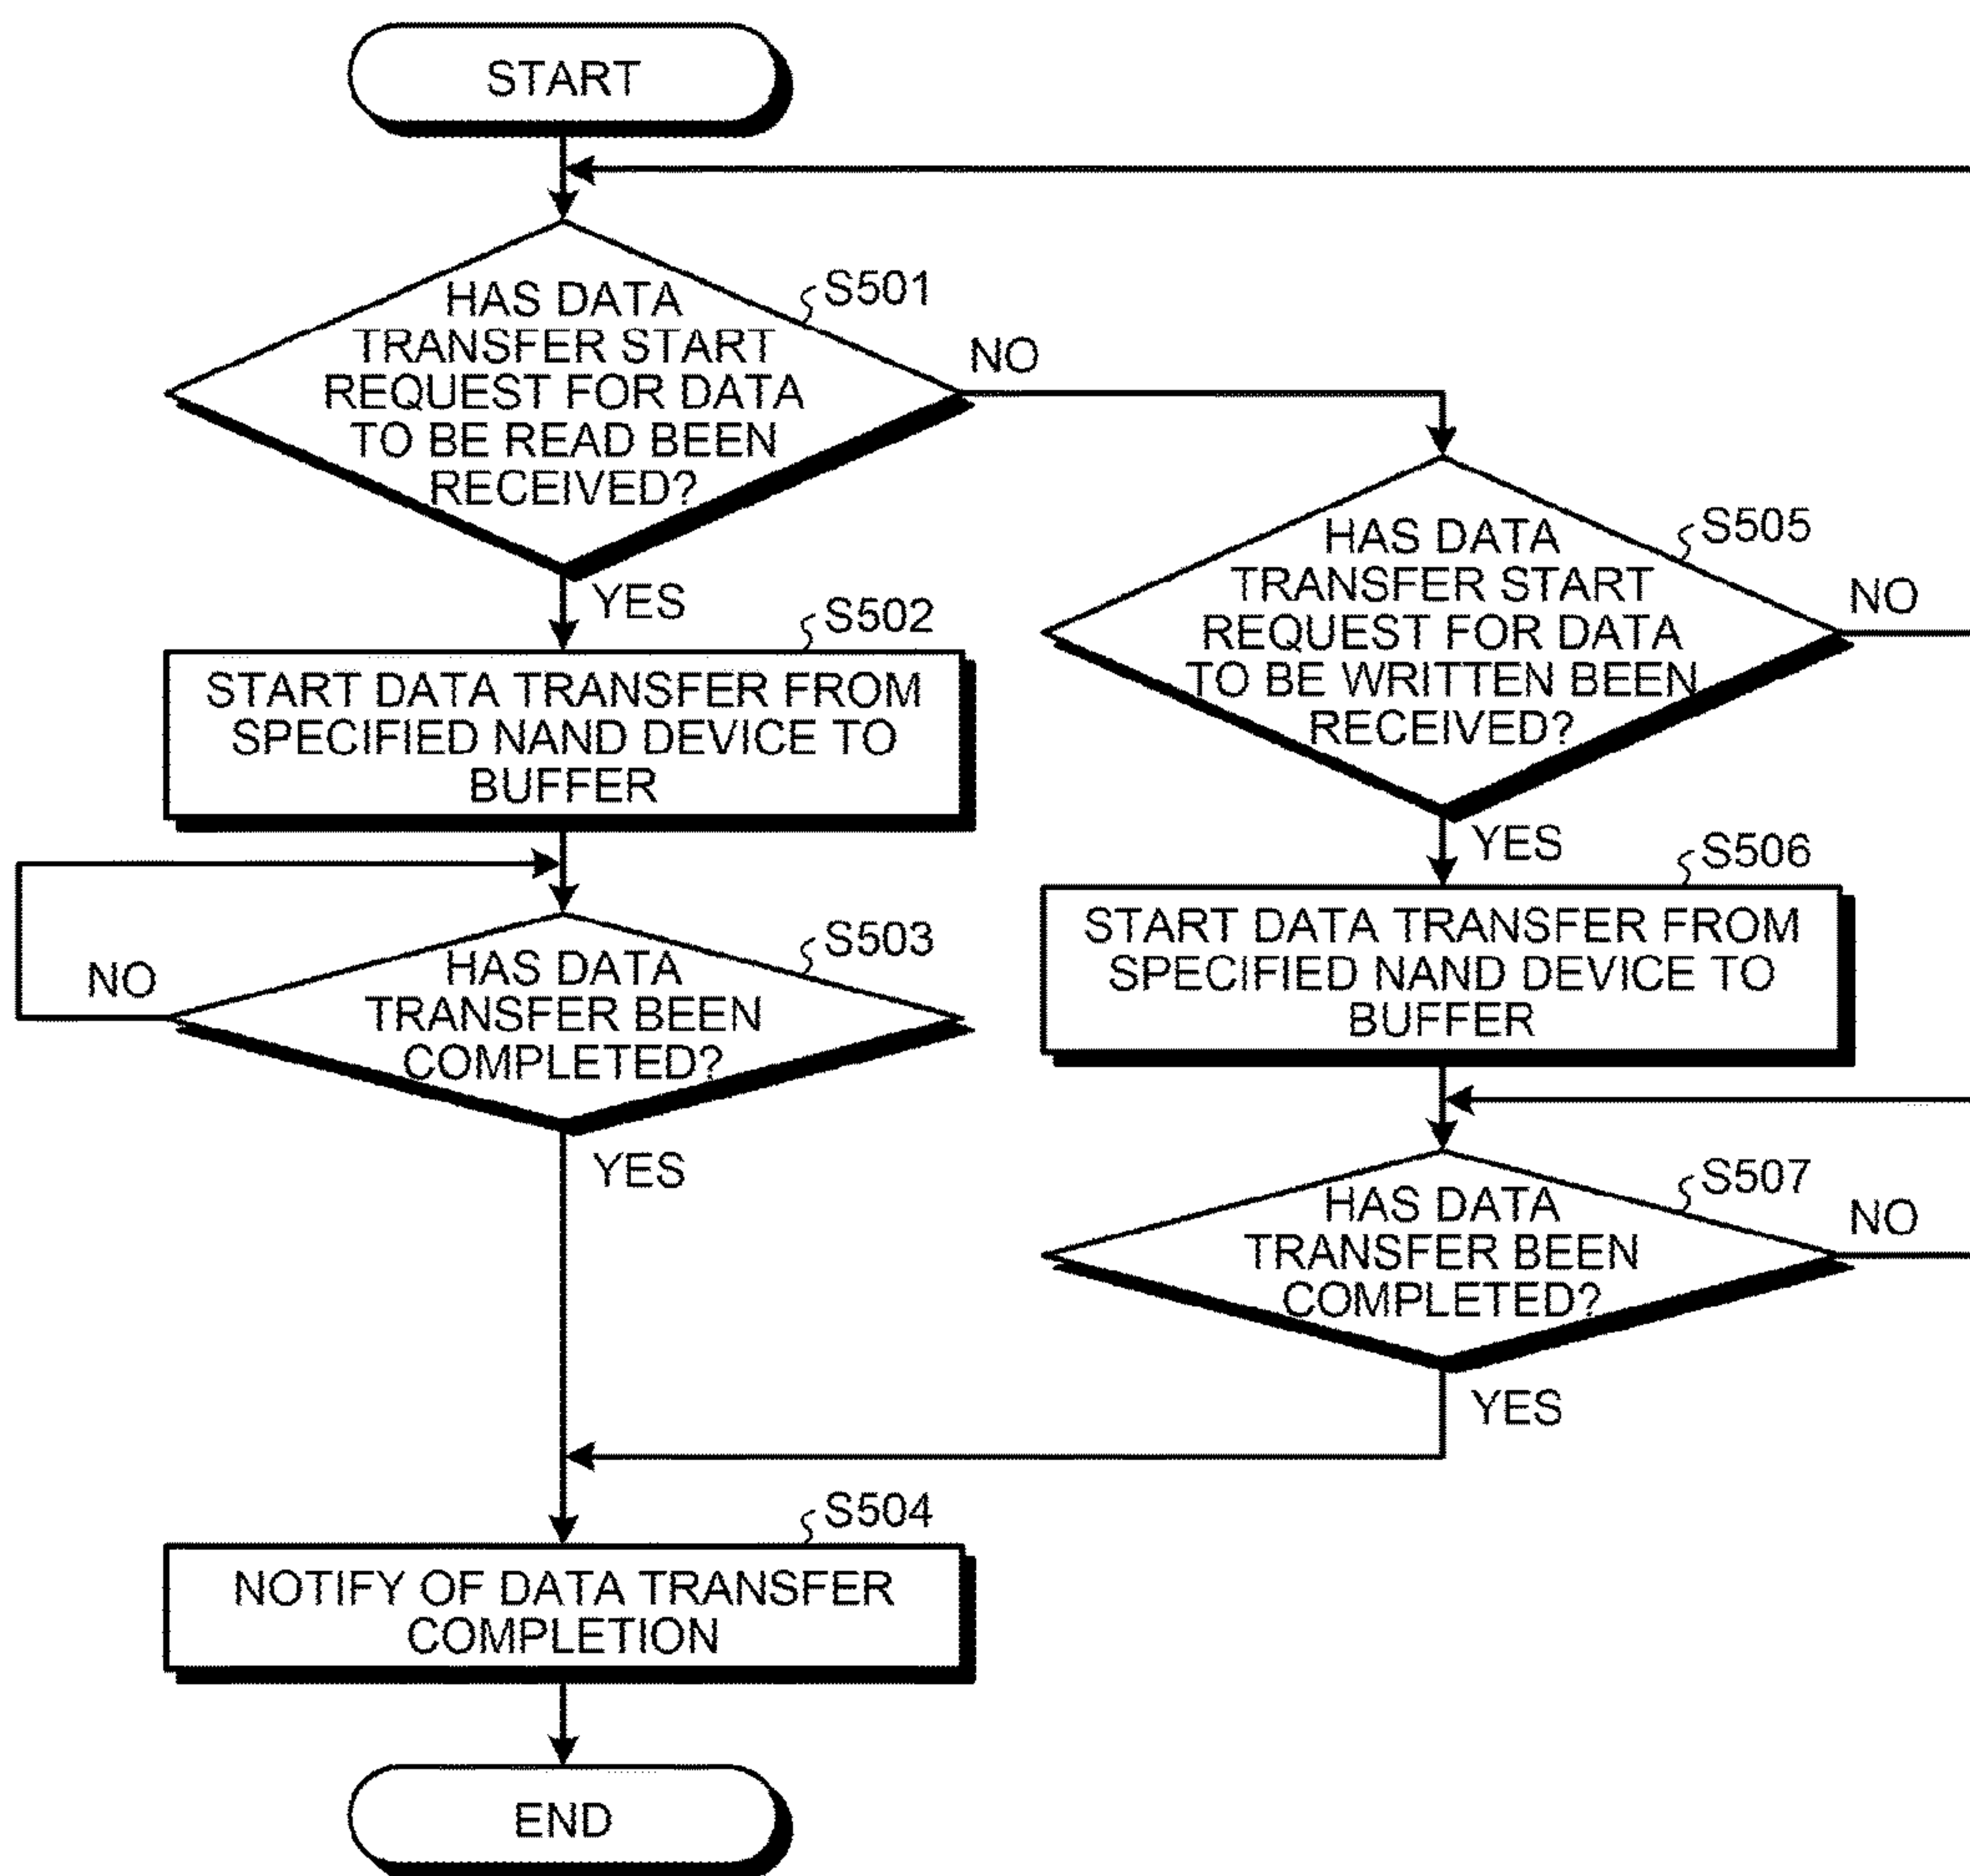 START
HAS DATA
TRANSFER START
REQUEST FOR DATA
TO BE READ BEEN
RECEIVED?
S501
NO
YES
S502
START DATA TRANSFER FROM
SPECIFIED NAND DEVICE TO
BUFFER
S503
HAS DATA
TRANSFER BEEN
COMPLETED?
NO
YES
S505
HAS DATA
TRANSFER START
REQUEST FOR DATA
TO BE WRITTEN BEEN
RECEIVED?
NO
YES
S506
START DATA TRANSFER FROM
SPECIFIED NAND DEVICE TO
BUFFER
S507
HAS DATA
TRANSFER BEEN
COMPLETED?
NO
YES
S504
NOTIFY OF DATA TRANSFER
COMPLETION
END